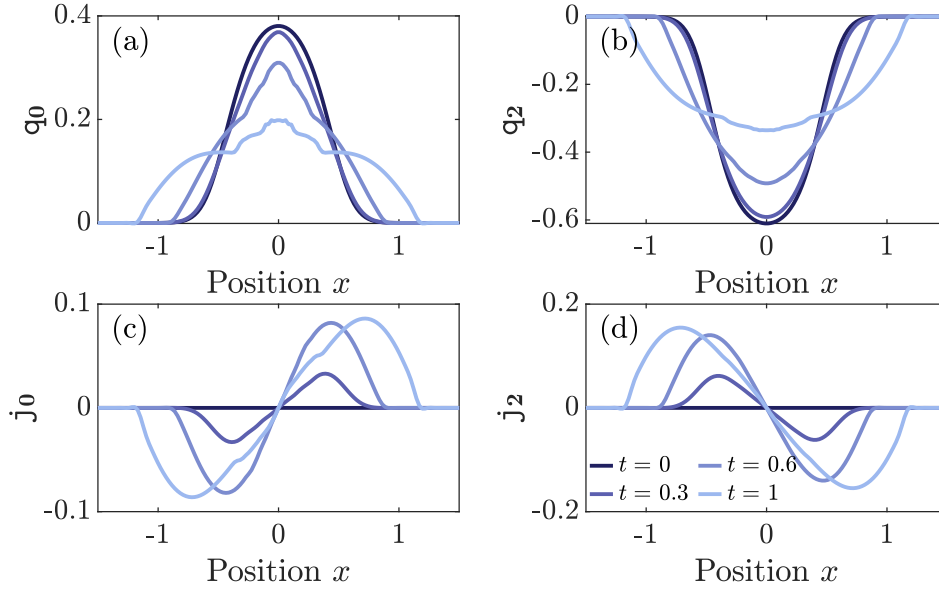 0.4
(a)
0.2
q0
0
-1 0 1
Position x
0
(b)
-0.2
q2
-0.4
-0.6
-1 0 1
Position x
0.1
(c)
j0
0
-0.1
-1 0 1
Position x
0.2
(d)
j2
0
t = 0 t = 0.6
t = 0.3 t = 1
-0.2
-1 0 1
Position x